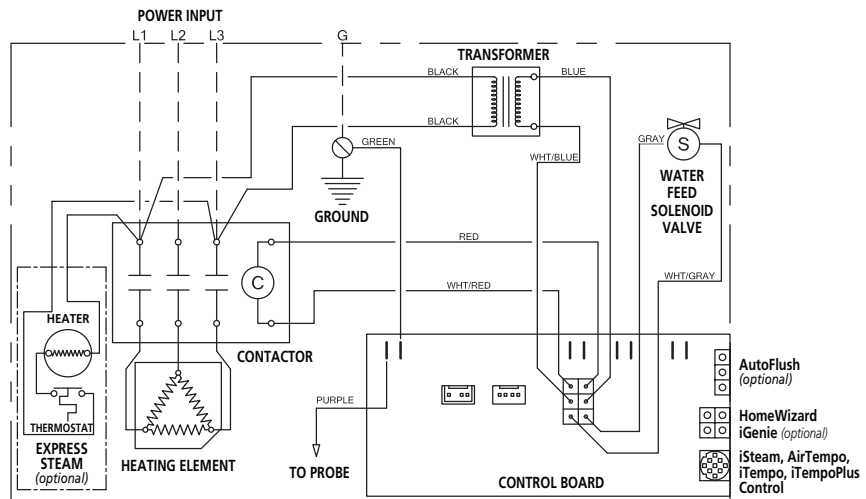 POWER INPUT
L1 L2 L3 G
TRANSFORMER
BLACK
BLUE
BLACK
GREEN
WHT/BLUE
GRAY
S
WATER
FEED
SOLENOID
VALVE
GROUND
RED
C
WHT/RED
WHT/GRAY
HEATER
CONTACTOR
THERMOSTAT
EXPRESS
STEAM
(optional)
HEATING ELEMENT
PURPLE
TO PROBE
CONTROL BOARD
AutoFlush
(optional)
HomeWizard
iGenie (optional)
iSteam, AirTempo,
iTempo, iTempoPlus
Control